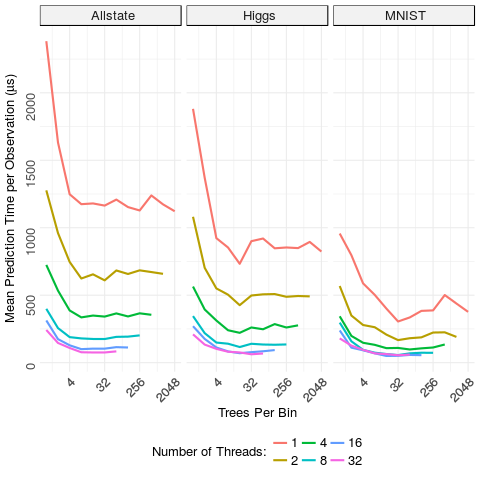 Allstate Higgs MNIST
Mean Prediction Time per Observation (µs)
2000
1500
1000
500
0
4 32 256 2048 4 32 256 2048 4 32 256 2048
Trees Per Bin
Number of Threads: 1 4 16
2 8 32